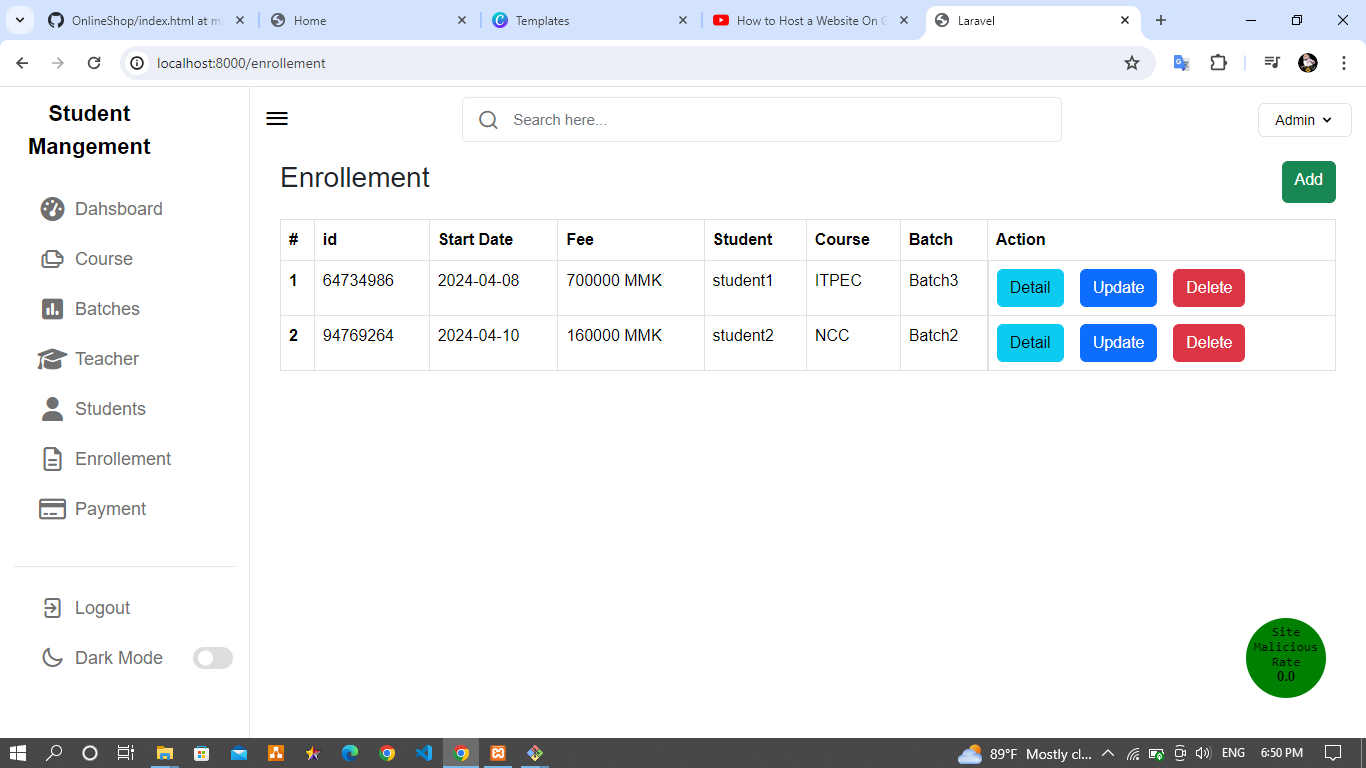 OnlineShop/index.html at m
Home
Templates
How to Host a Website On
Laravel
localhost:8000/enrollement
Student
Mangement
Search here...
Admin
Enrollement
Add
Dahsboard
Course
Batches
Teacher
Students
Enrollement
Payment
Logout
Dark Mode
# id Start Date Fee Student Course Batch Action
1 64734986 2024-04-08 700000 MMK student1 ITPEC Batch3 Detail Update Delete
2 94769264 2024-04-10 160000 MMK student2 NCC Batch2 Detail Update Delete
Site
Malicious
Rate
0.0
89°F Mostly cl... ENG 6:50 PM